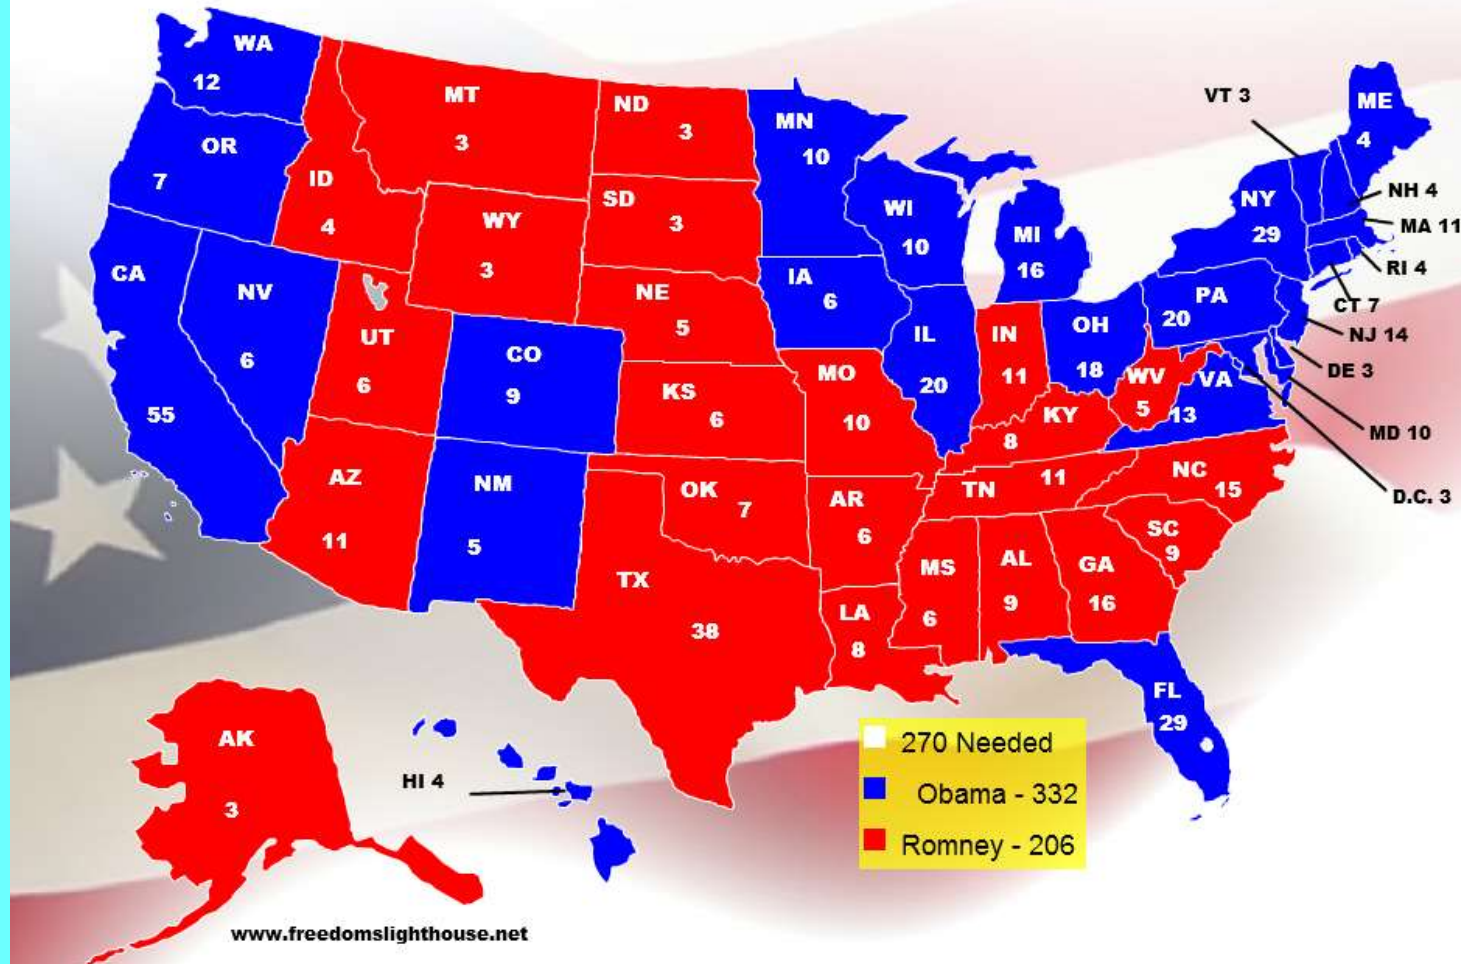 WA
12
OR
7
CA
55
NV
6
ID
4
MT
3
WY
3
UT
6
AZ
11
CO
9
NM
5
ND
3
SD
3
NE
5
KS
6
OK
7
TX
38
MN
10
IA
6
MO
10
AR
6
LA
8
WI
10
IL
20
MI
16
IN
11
OH
18
KY
8
TN
11
MS
6
AL
9
GA
16
FL
29
SC
9
NC
15
VA
13
WV
5
PA
20
NY
29
ME
4
VT 3
NH 4
MA 11
RI 4
CT 7
NJ 14
DE 3
MD 10
D.C. 3
AK
3
HI 4
270 Needed
Obama - 332
Romney - 206
www.freedomslighthouse.net